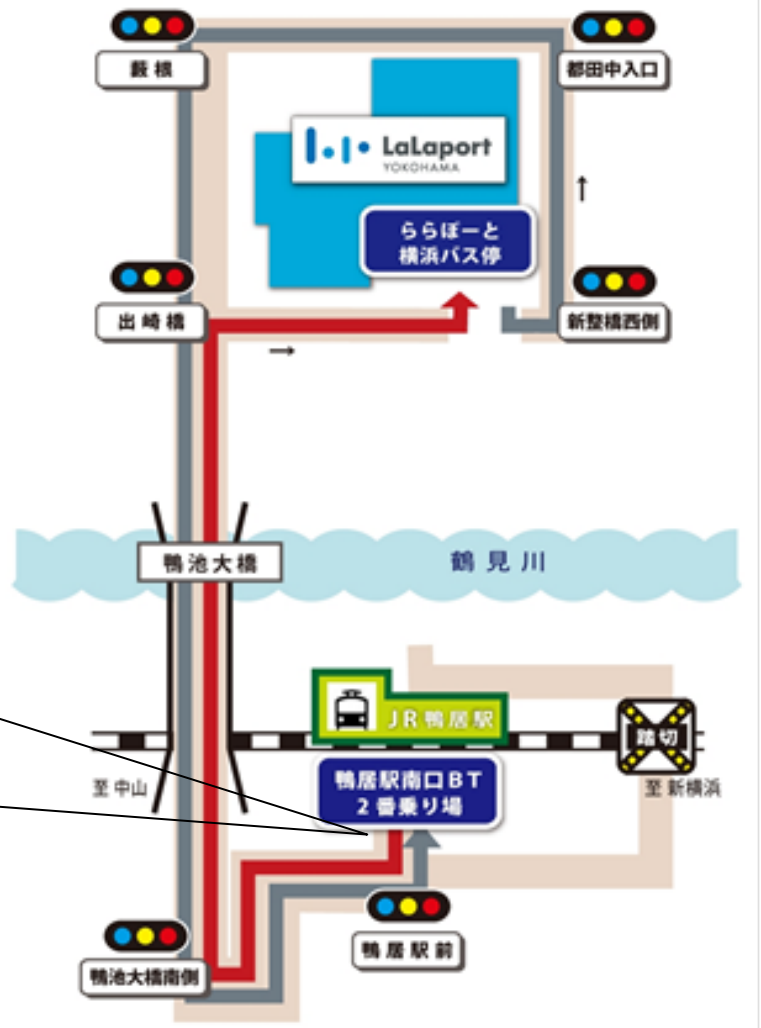 藪根
都田中入口
LaLaport
YOKOHAMA
↑
ららぽーと
横浜バス停
出崎橋
新整橋西側
→
鴨池大橋
鶴見川
JR鴨居駅
踏切
至 中山
鴨居駅南口BT
2番乗り場
至 新横浜
鴨居駅前
鴨池大橋南側